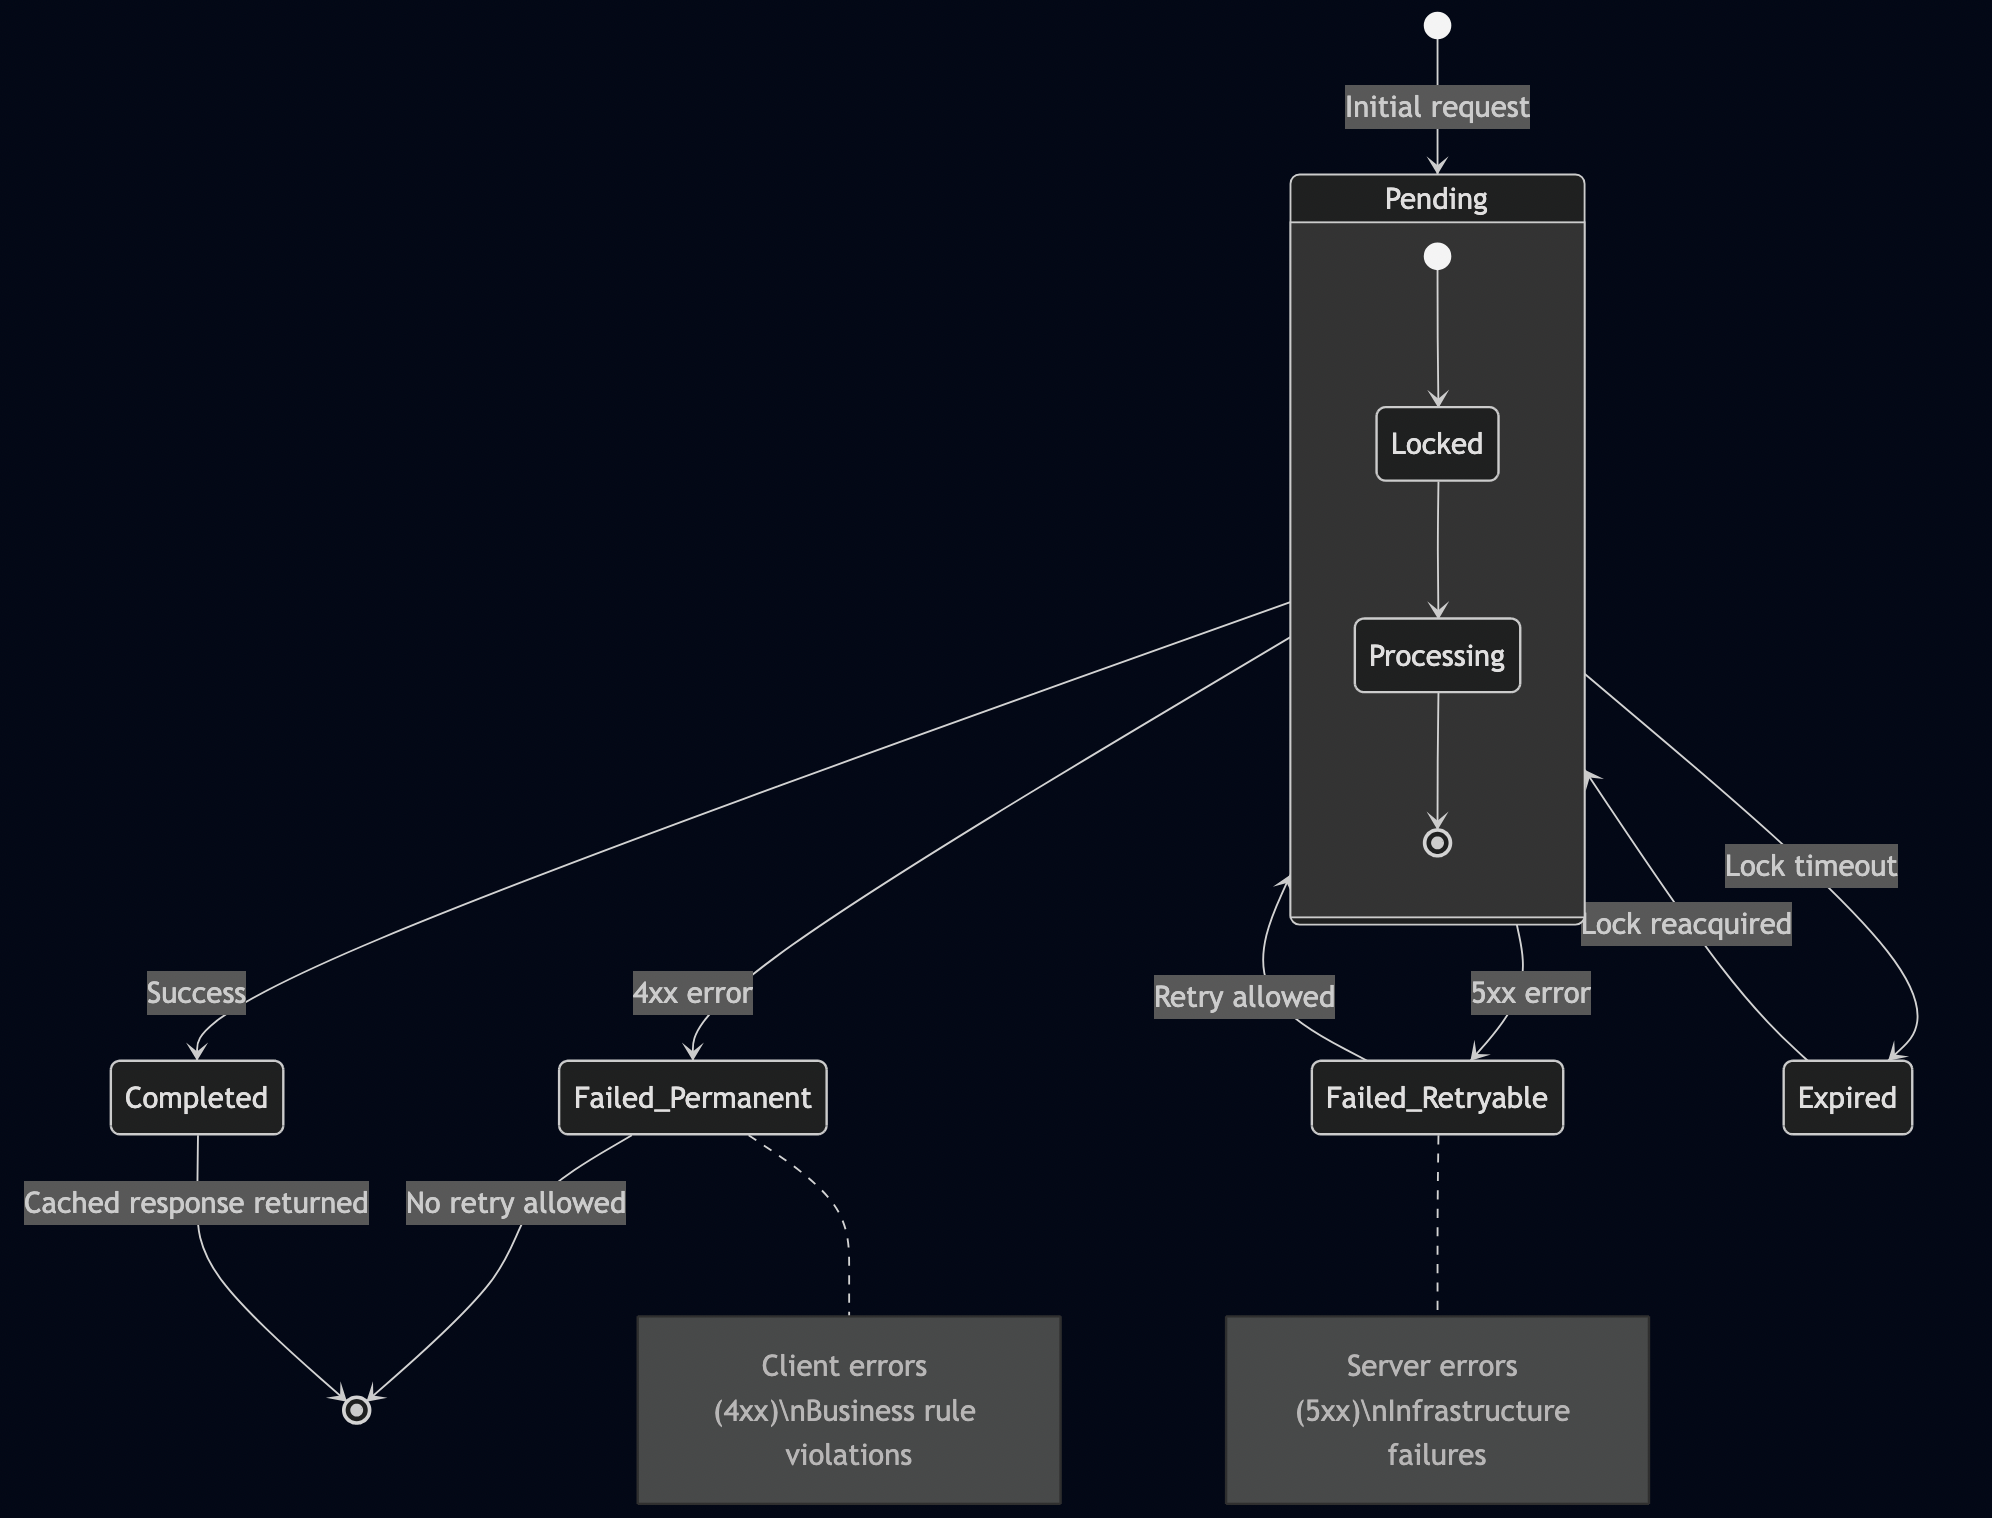 Initial request
Pending
Locked
Processing
Lock timeout
Lock reacquired
Success
4xx error
Retry allowed
5xx error
Completed
Failed_Permanent
Failed_Retryable
Expired
Cached response returned
No retry allowed
Client errors
(4xx)\nBusiness rule
violations
Server errors
(5xx)\nInfrastructure
failures